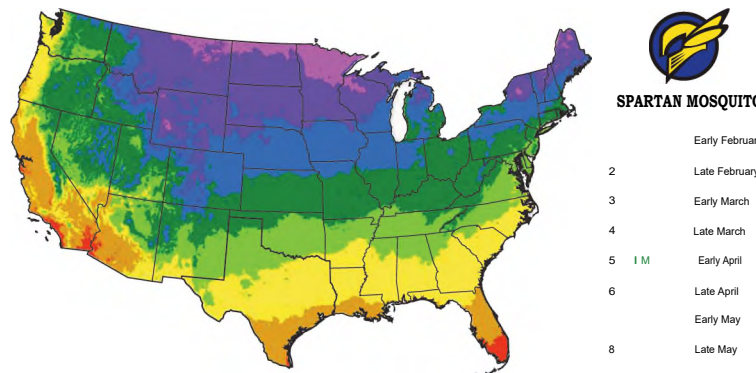 SPARTAN MOSQUITO
Early Februar
2 Late February
3 Early March
4 Late March
5 I M Early April
6 Late April
Early May
8 Late May